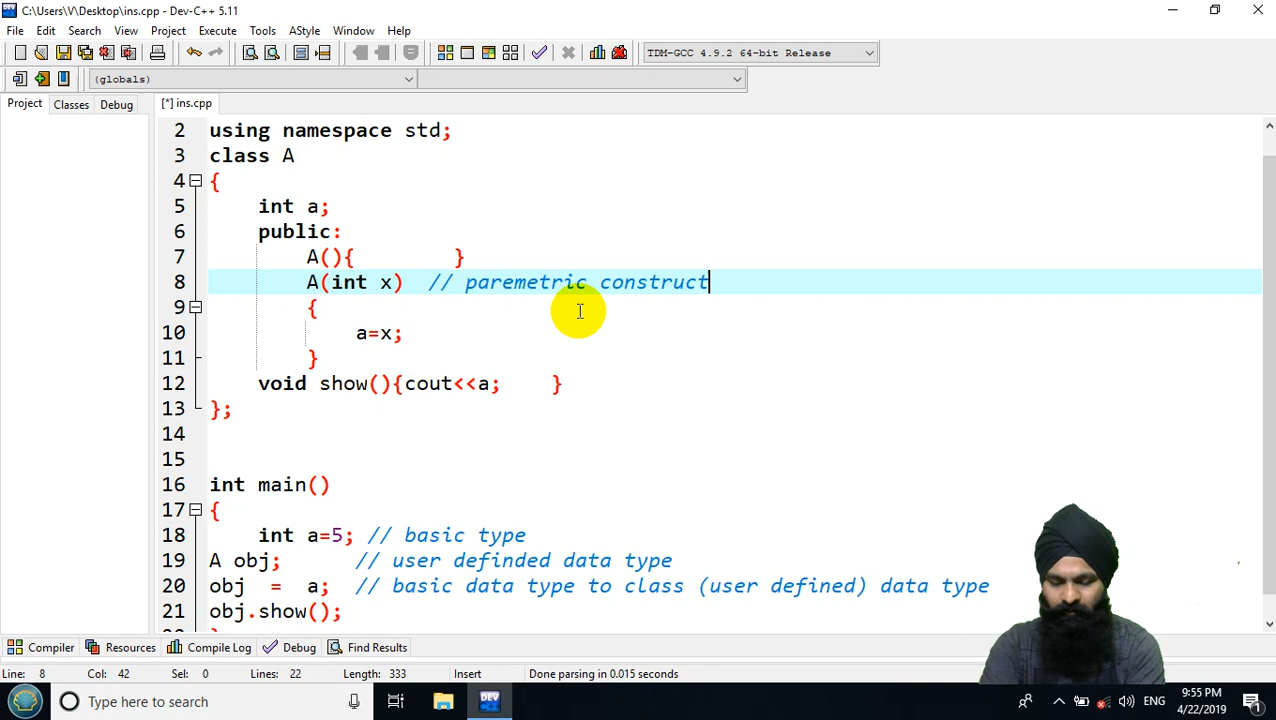 C:\Users\V\Desktop\ins.cpp - Dev-C++ 5.11
File Edit Search View Project Execute Tools AStyle Window Help
TDM-GCC 4.9.2 64-bit Release
(globals)
Project Classes Debug [*] ins.cpp
2 using namespace std;
3 class A
4 {
5 int a;
6 public:
7 A(){ }
8 A(int x) // paremetric construct
9 {
10 a=x;
11 }
12 void show(){cout<<a; }
13 };
14
15
16 int main()
17 {
18 int a=5; // basic type
19 A obj; // user definded data type
20 obj = a; // basic data type to class (user defined) data type
21 obj.show();
Compiler Resources Compile Log Debug Find Results
Line: 8 Col: 42 Sel: 0 Lines: 22 Length: 333 Insert Done parsing in 0.015 seconds
Type here to search DEV ENG 9:55 PM
4/22/2019